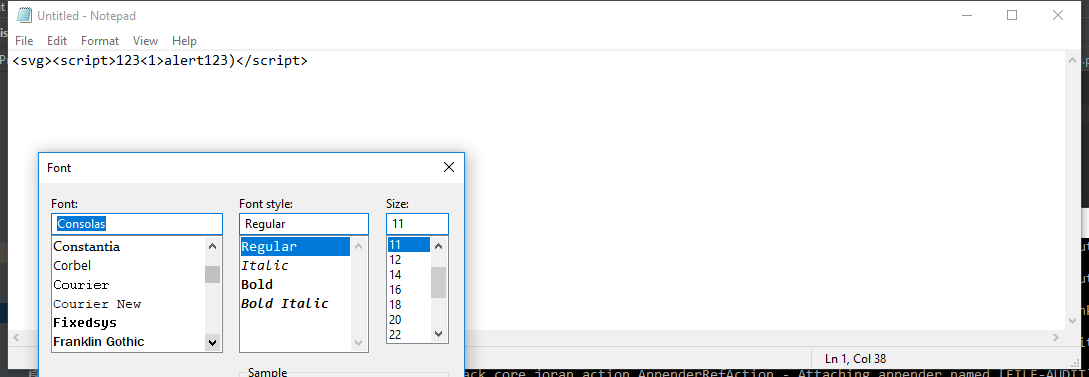 Untitled - Notepad
File Edit Format View Help
<svg><script>123<1>alert123)</script>
Font
Font: Font style: Size:
Consolas Regular 11
Constantia
Corbel
Courier
Courier New
Fixedsys
Franklin Gothic
Regular
Italic
Bold
Bold Italic
11
12
14
16
18
20
22
Sample
Ln 1, Col 38
ack core joran action AppenderRefAction - Attaching appender named [FILE-AUDIT